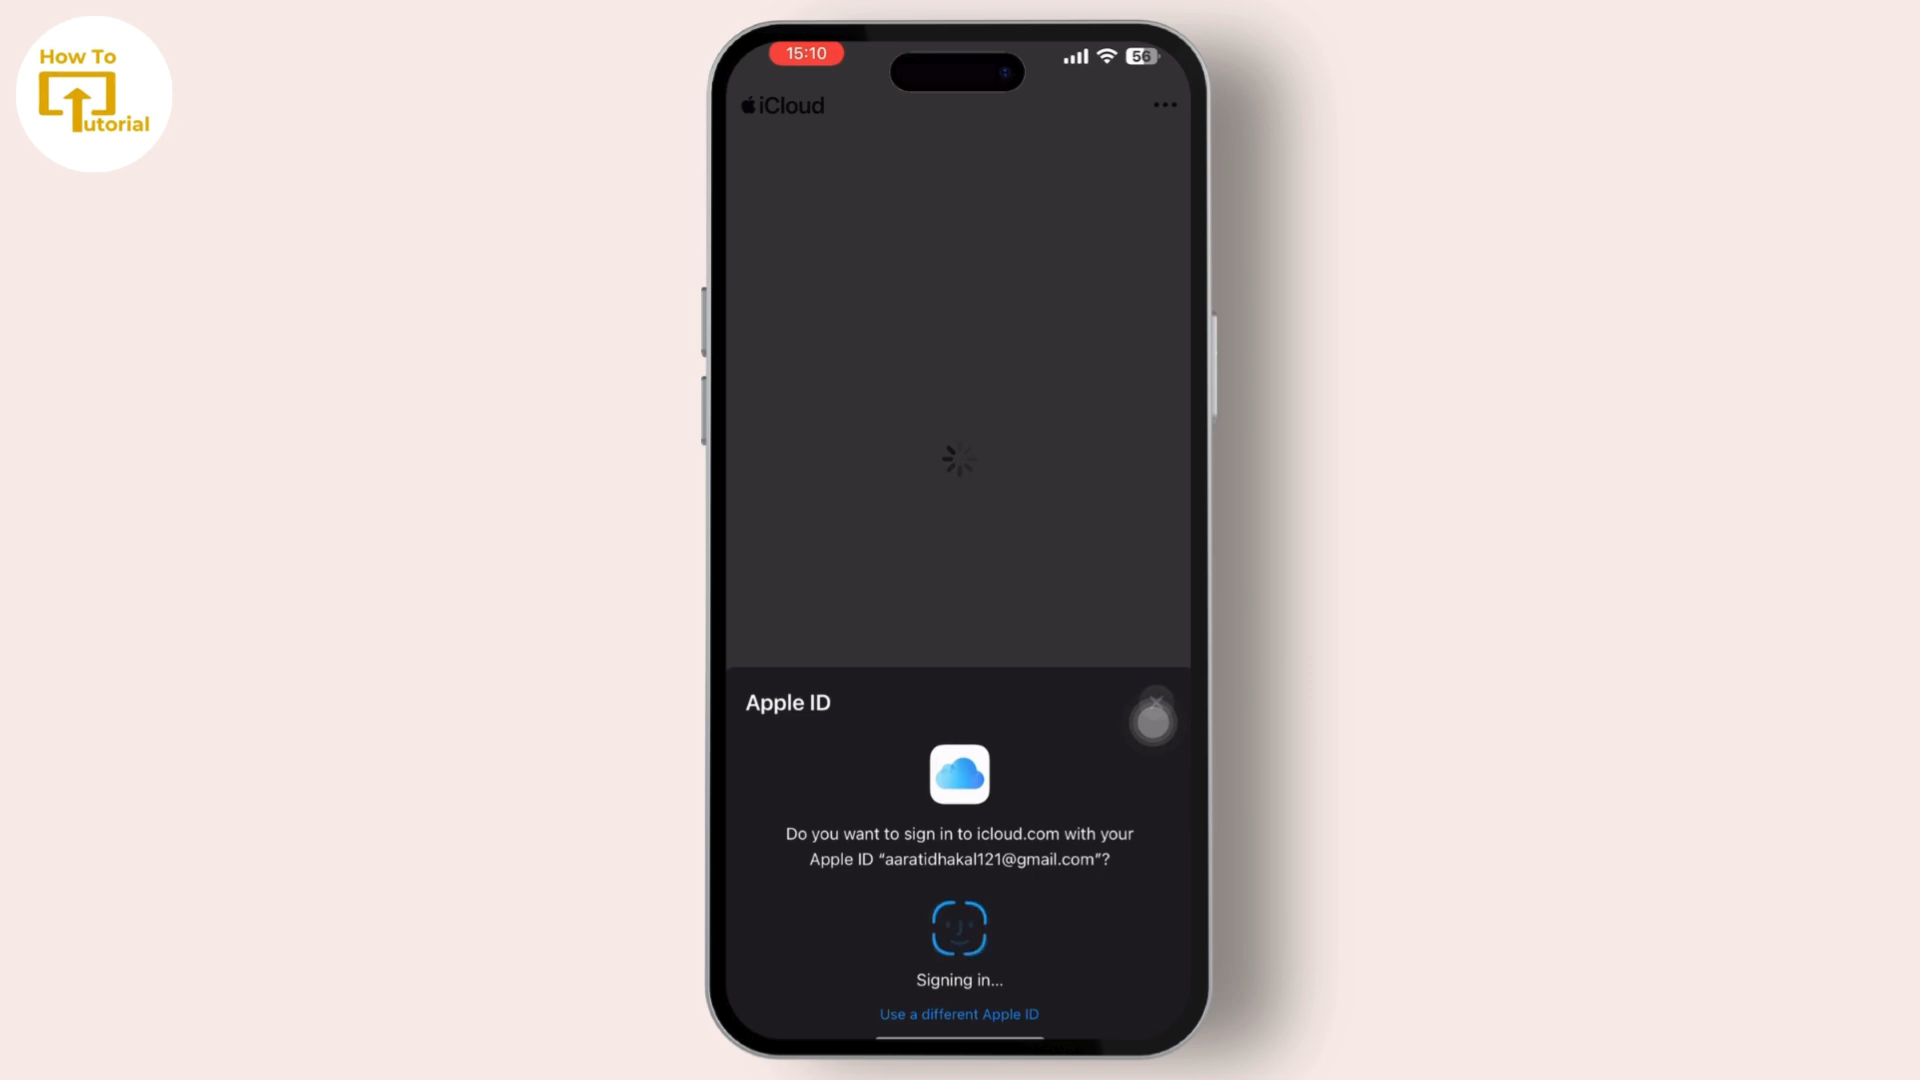 How To
Tutorial
15:10
56
iCloud
Apple ID
Do you want to sign in to icloud.com with your
Apple ID “aaratidhakal121@gmail.com”?
Signing in...
Use a different Apple ID